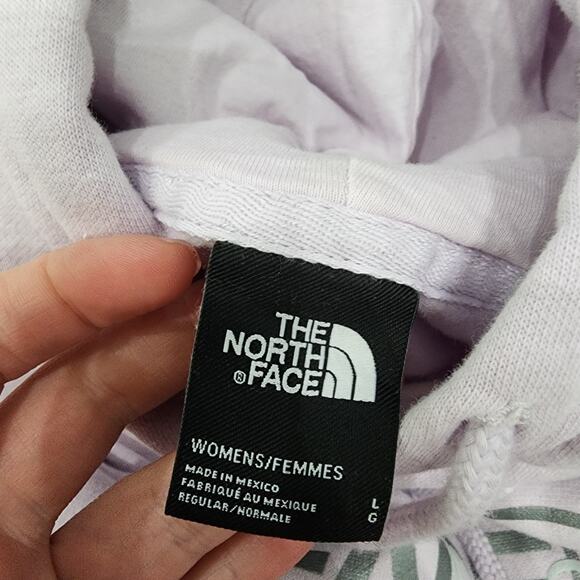 THE
NORTH
® FACE
WOMENS/FEMMES
MADE IN MEXICO
FABRIQUÉ AU MEXIQUE
REGULAR/NORMALE
L
G